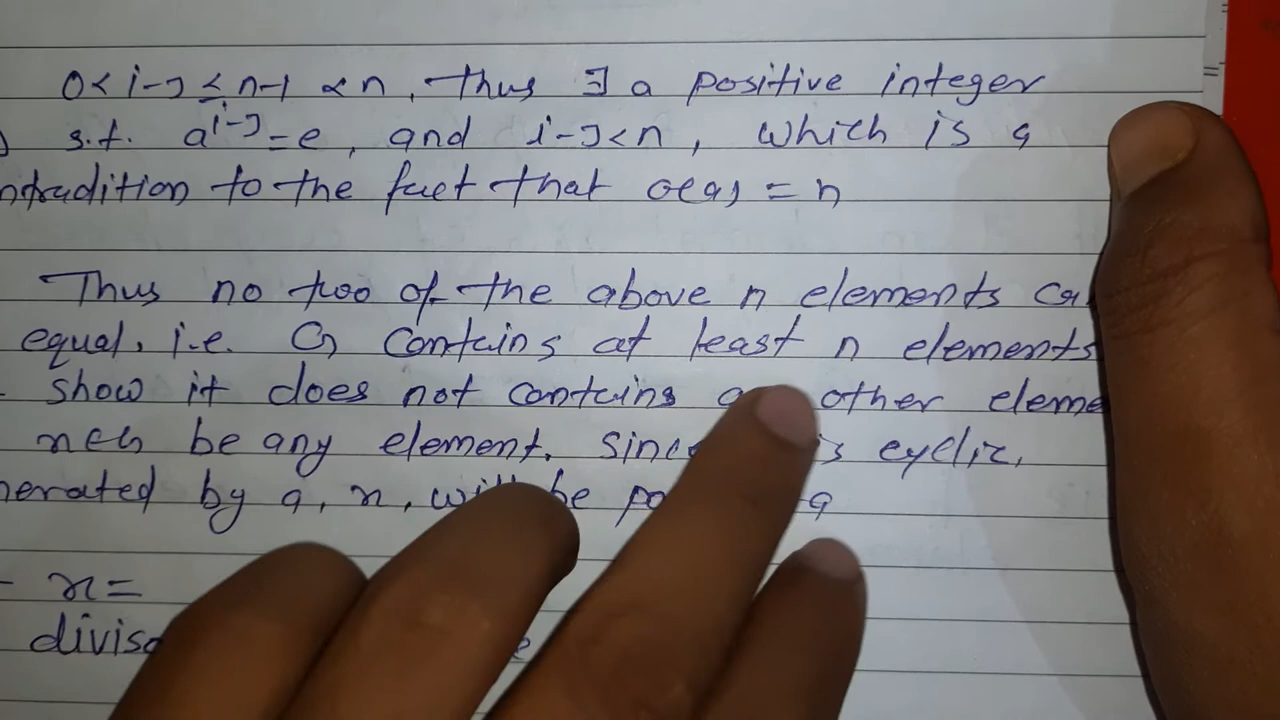 0< i-j ≤ n-1 < n, Thus ∃ a positive integer
s.t. a^i-j = e, and i-j < n, which is a
ntradition to the fact that o(a) = n
Thus no two of the above n elements ca
equal, i.e. G contains at least n elements
show it does not contains other eleme
x∈G be any element. Since is cyclic,
nerated by a, x, will be a
x=